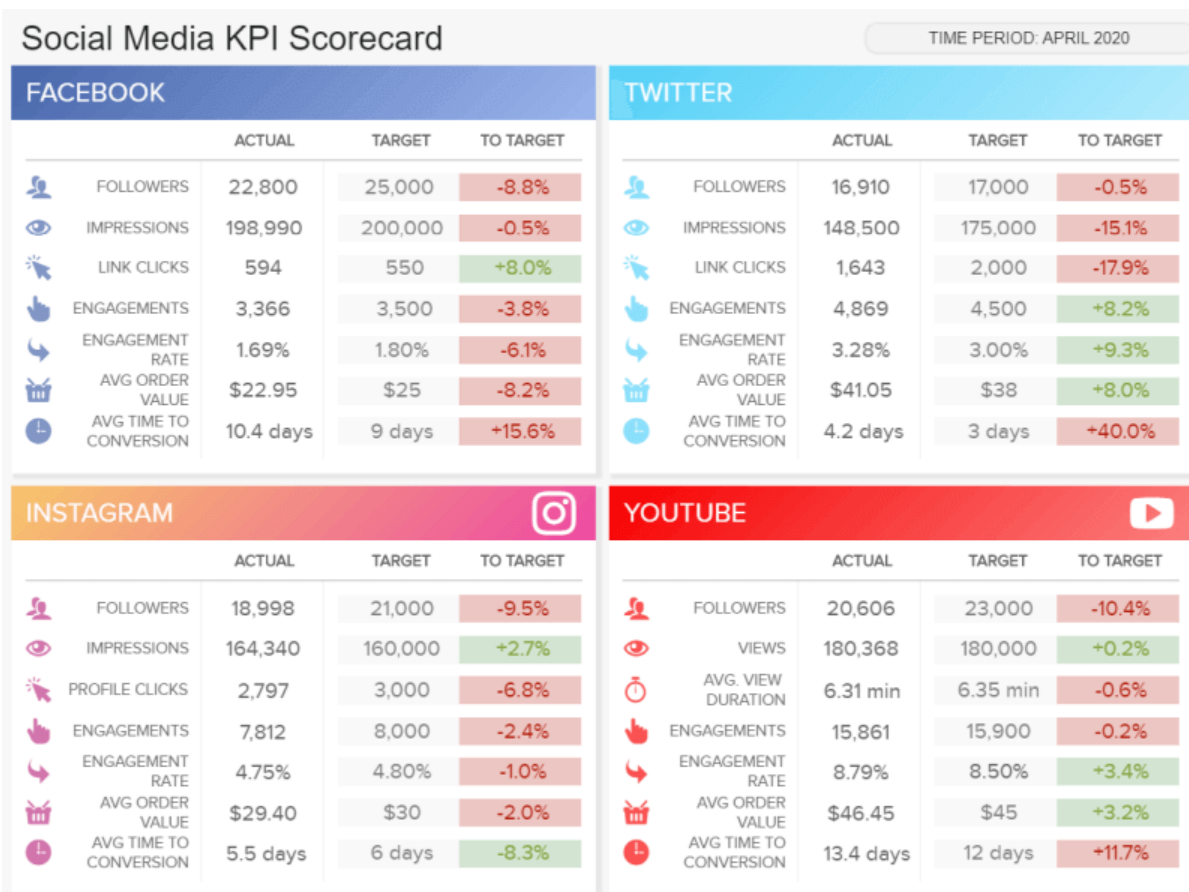 Social Media KPI Scorecard
TIME PERIOD: APRIL 2020
FACEBOOK
ACTUAL TARGET TO TARGET
FOLLOWERS 22,800 25,000 -8.8%
IMPRESSIONS 198,990 200,000 -0.5%
LINK CLICKS 594 550 +8.0%
ENGAGEMENTS 3,366 3,500 -3.8%
ENGAGEMENT
RATE 1.69% 1.80% -6.1%
AVG ORDER
VALUE $22.95 $25 -8.2%
AVG TIME TO
CONVERSION 10.4 days 9 days +15.6%
TWITTER
ACTUAL TARGET TO TARGET
FOLLOWERS 16,910 17,000 -0.5%
IMPRESSIONS 148,500 175,000 -15.1%
LINK CLICKS 1,643 2,000 -17.9%
ENGAGEMENTS 4,869 4,500 +8.2%
ENGAGEMENT
RATE 3.28% 3.00% +9.3%
AVG ORDER
VALUE $41.05 $38 +8.0%
AVG TIME TO
CONVERSION 4.2 days 3 days +40.0%
INSTAGRAM
ACTUAL TARGET TO TARGET
FOLLOWERS 18,998 21,000 -9.5%
IMPRESSIONS 164,340 160,000 +2.7%
PROFILE CLICKS 2,797 3,000 -6.8%
ENGAGEMENTS 7,812 8,000 -2.4%
ENGAGEMENT
RATE 4.75% 4.80% -1.0%
AVG ORDER
VALUE $29.40 $30 -2.0%
AVG TIME TO
CONVERSION 5.5 days 6 days -8.3%
YOUTUBE
ACTUAL TARGET TO TARGET
FOLLOWERS 20,606 23,000 -10.4%
VIEWS 180,368 180,000 +0.2%
AVG. VIEW
DURATION 6.31 min 6.35 min -0.6%
ENGAGEMENTS 15,861 15,900 -0.2%
ENGAGEMENT
RATE 8.79% 8.50% +3.4%
AVG ORDER
VALUE $46.45 $45 +3.2%
AVG TIME TO
CONVERSION 13.4 days 12 days +11.7%